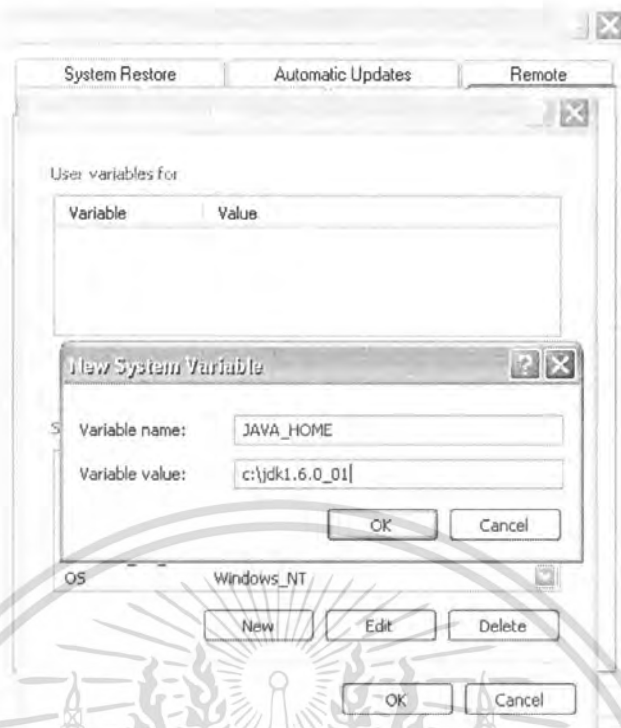 System Restore Automatic Updates Remote
User variables for
Variable Value
New System Variable
S
Variable name: JAVA_HOME
Variable value: c:\jdk1.6.0_01
OK Cancel
OS Windows_NT
New Edit Delete
OK Cancel